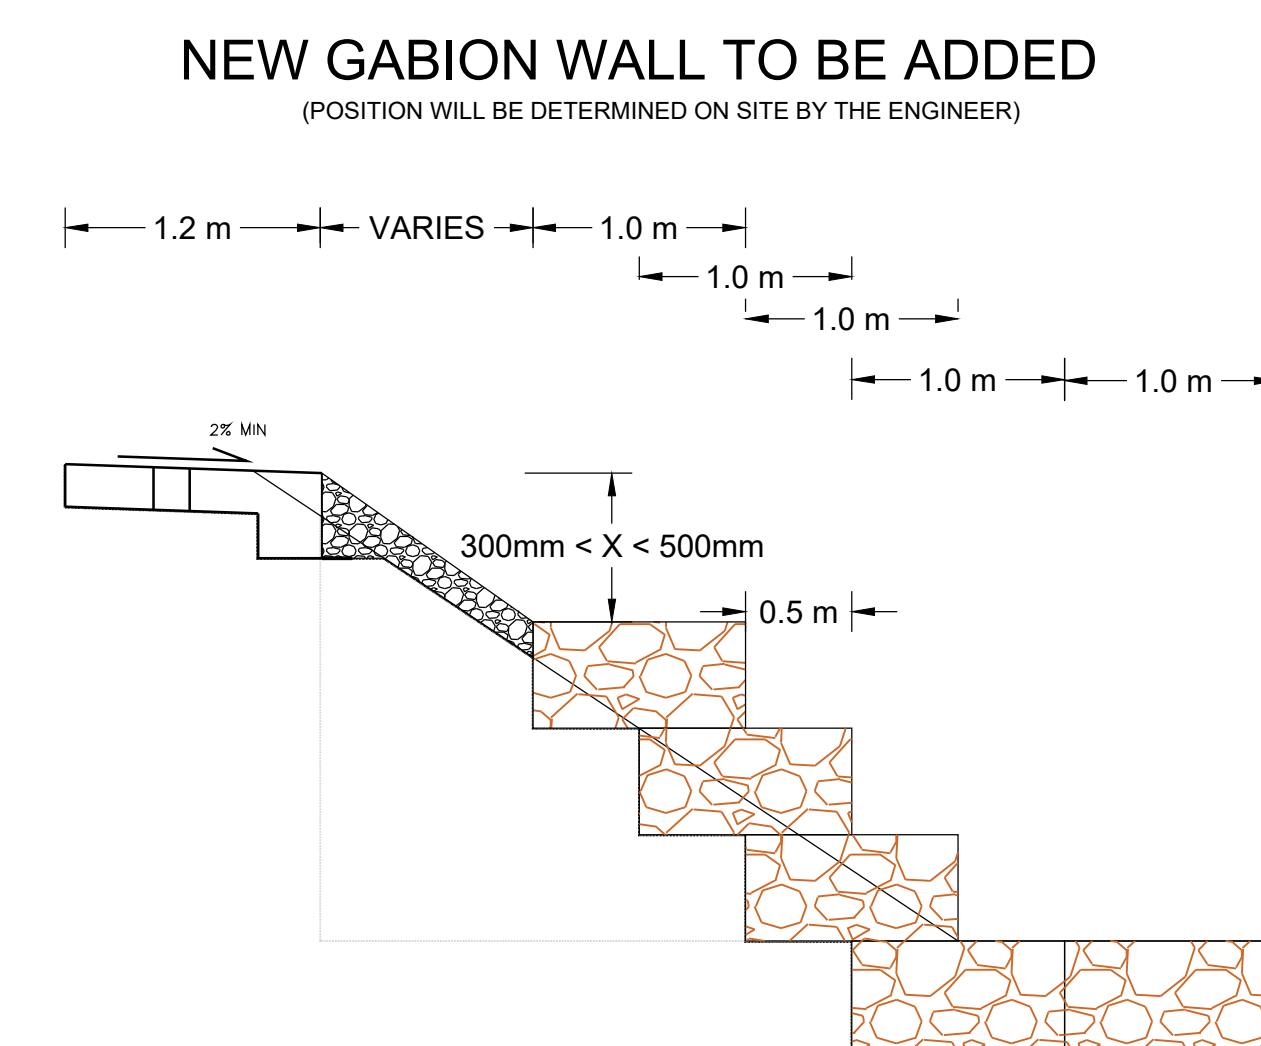 NEW GABION WALL TO BE ADDED
(POSITION WILL BE DETERMINED ON SITE BY THE ENGINEER)
1.2 m VARIES 1.0 m
1.0 m
1.0 m
1.0 m 1.0 m
2% MIN
300mm < X < 500mm
0.5 m